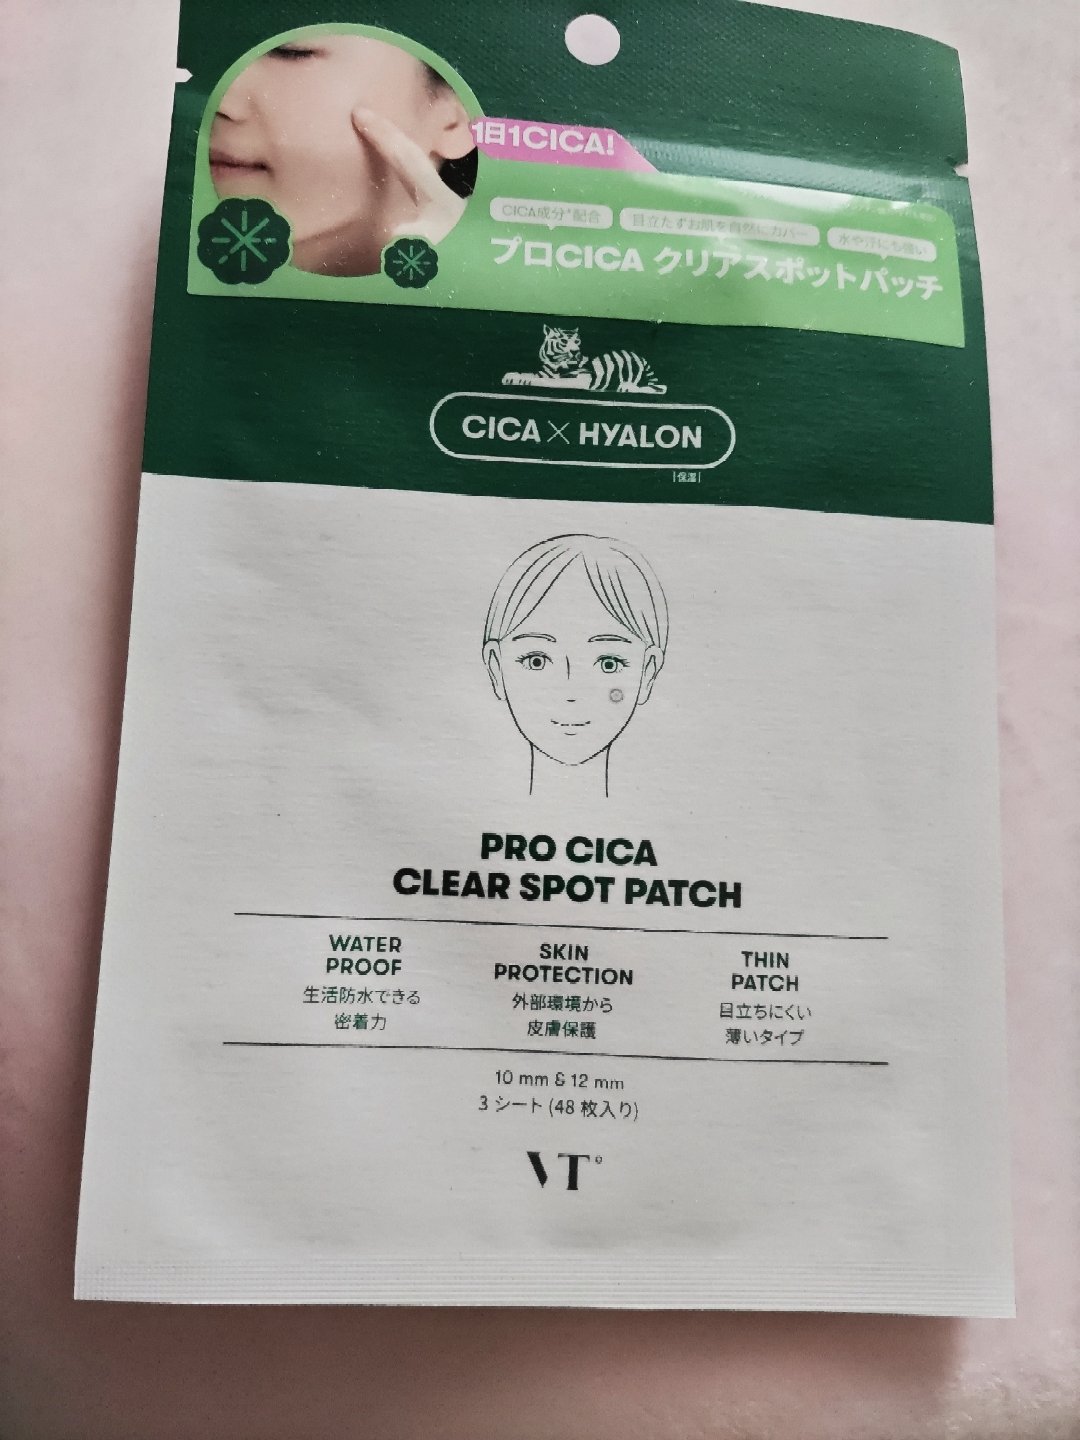 1日1CICA!
CICA成分*配合 目立たずお肌を自然にカバー 水や汗にも強い
プロCICA クリアスポットパッチ
CICA×HYALON
|保湿|
PRO CICA
CLEAR SPOT PATCH
WATER
PROOF
生活防水できる
密着力
SKIN
PROTECTION
外部環境から
皮膚保護
THIN
PATCH
目立ちにくい
薄いタイプ
10 mm & 12 mm
3 シート (48 枚入り)
VT